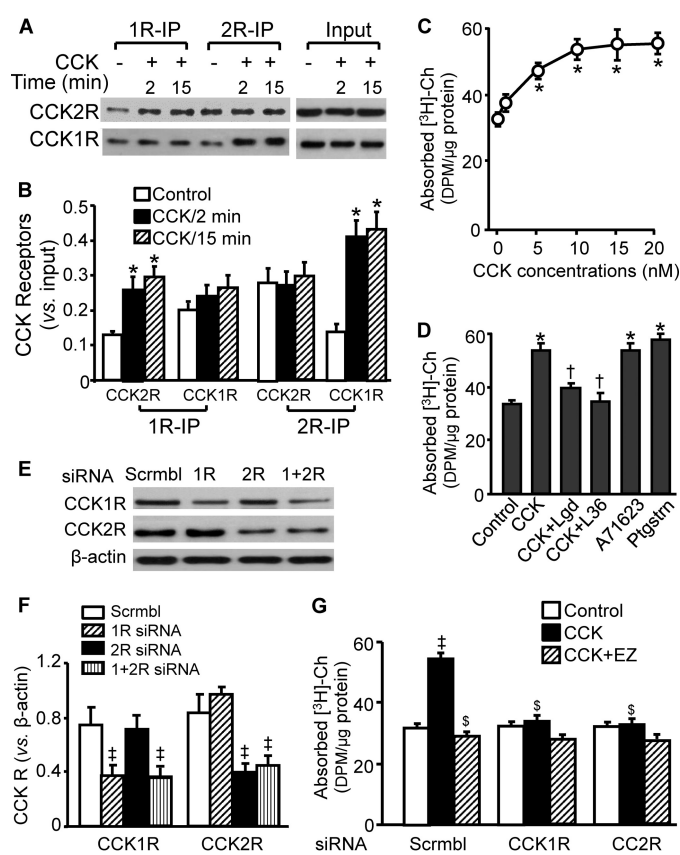 A
1R-IP 2R-IP Input
CCK - + + - + + - + +
Time (min) 2 15 2 15 2 15
CCK2R
CCK1R
B
Control
CCK/2 min
CCK/15 min
CCK Receptors
(vs. input)
0.5
0.4
0.3
0.2
0.1
0
* * * *
CCK2R CCK1R CCK2R CCK1R
1R-IP 2R-IP
C
Absorbed [³H]-Ch
(DPM/µg protein)
60
40
20
0
* * * *
0 5 10 15 20
CCK concentrations (nM)
D
Absorbed [³H]-Ch
(DPM/µg protein)
60
40
20
0
* † † * *
Control CCK CCK+Lgd CCK+L36 A71623 Ptgstrn
E
siRNA Scrmbl 1R 2R 1+2R
CCK1R
CCK2R
β-actin
F
Scrmbl
1R siRNA
2R siRNA
1+2R siRNA
CCK R (vs. β-actin)
1.2
0.8
0.4
0
‡ ‡ ‡ ‡
CCK1R CCK2R
G
Control
CCK
CCK+EZ
Absorbed [³H]-Ch
(DPM/µg protein)
60
40
20
0
‡ $ $ $
siRNA Scrmbl CCK1R CC2R